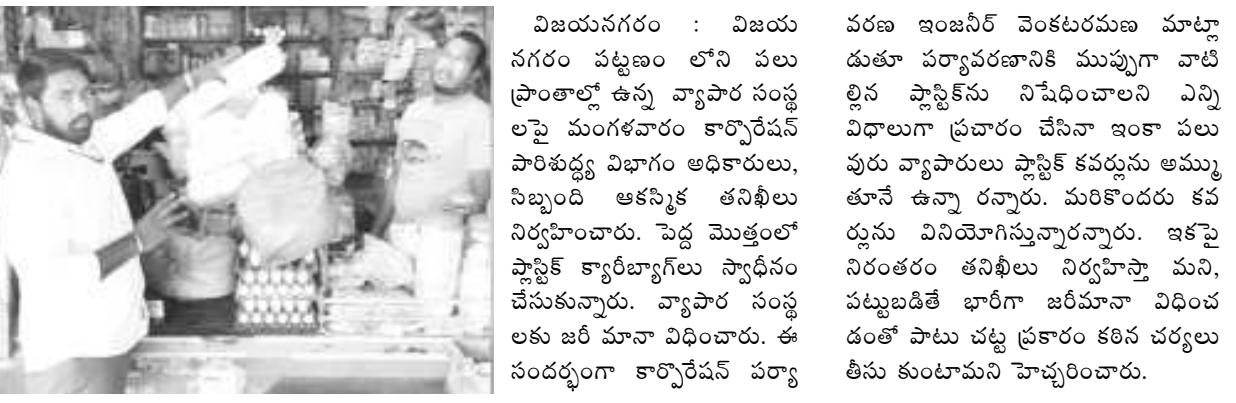 విజయనగరం : విజయ
నగరం పట్టణం లోని పలు
ప్రాంతాల్లో ఉన్న వ్యాపార సంస్థ
లపై మంగళవారం కార్పొరేషన్
పారిశుద్ధ్య విభాగం అధికారులు,
సిబ్బంది ఆకస్మిక తనిఖీలు
నిర్వహించారు. పెద్ద మొత్తంలో
ప్లాస్టిక్ క్యారీబ్యాగ్‌లు స్వాధీనం
చేసుకున్నారు. వ్యాపార సంస్థ
లకు జరీ మానా విధించారు. ఈ
సందర్భంగా కార్పొరేషన్ పర్యా
వరణ ఇంజనీర్ వెంకటరమణ మాట్లా
డుతూ పర్యావరణానికి ముప్పుగా వాటి
ల్లిన ప్లాస్టిక్‌ను నిషేధించాలని ఎన్ని
విధాలుగా ప్రచారం చేసినా ఇంకా పలు
వురు వ్యాపారులు ప్లాస్టిక్ కవర్లును అమ్ము
తూనే ఉన్నా రన్నారు. మరికొందరు కవ
ర్లును వినియోగిస్తున్నారన్నారు. ఇకపై
నిరంతరం తనిఖీలు నిర్వహిస్తా మని,
పట్టుబడితే భారీగా జరీమానా విధించ
డంతో పాటు చట్ట ప్రకారం కఠిన చర్యలు
తీసు కుంటామని హెచ్చరించారు.